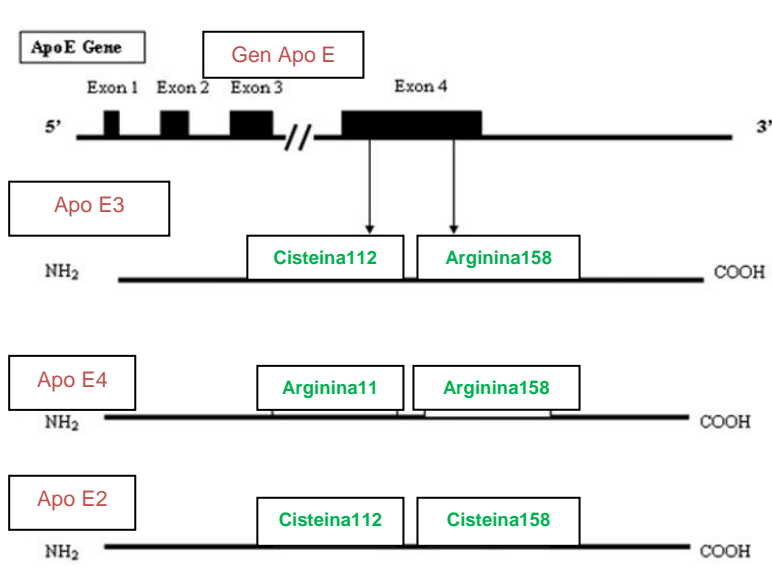 ApoE Gene
Gen Apo E
Exon 1 Exon 2 Exon 3 Exon 4
5’ 3’
Apo E3
Cisteina112 Arginina158
NH₂ COOH
Apo E4
Arginina11 Arginina158
NH₂ COOH
Apo E2
Cisteina112 Cisteina158
NH₂ COOH